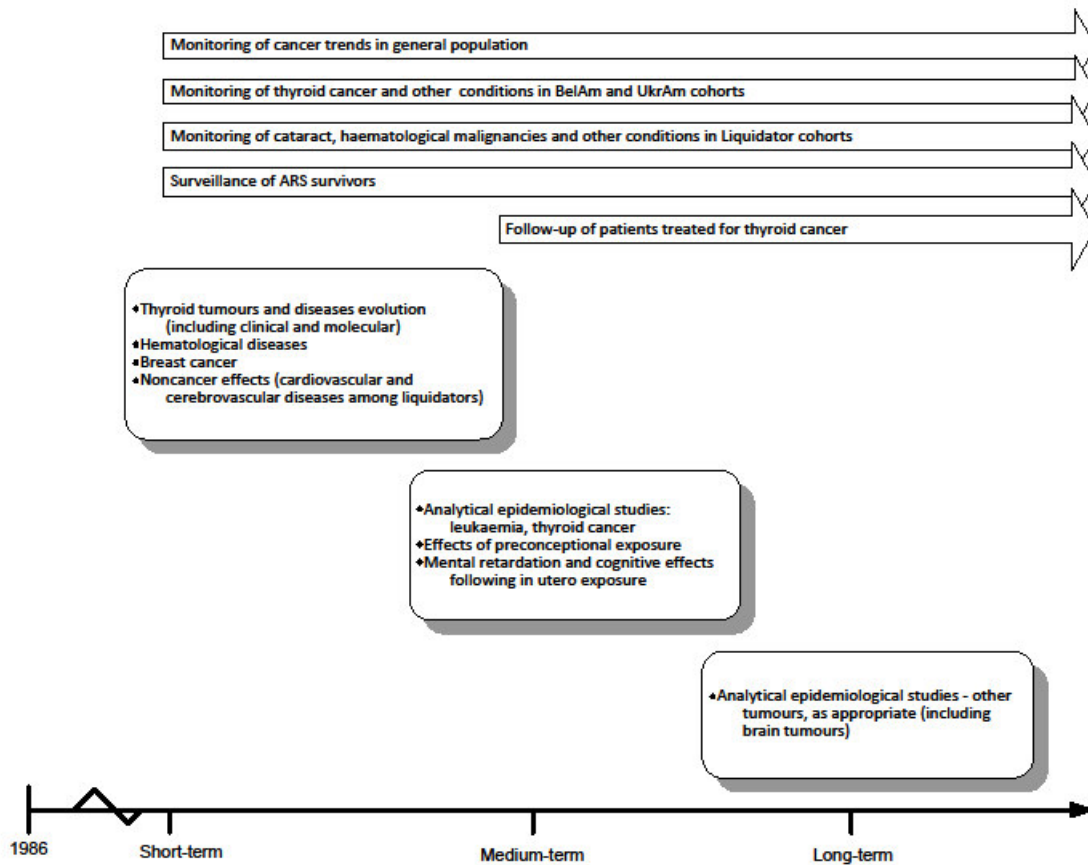 Monitoring of cancer trends in general population
Monitoring of thyroid cancer and other conditions in BelAm and UkrAm cohorts
Monitoring of cataract, haematological malignancies and other conditions in Liquidator cohorts
Surveillance of ARS survivors
Follow-up of patients treated for thyroid cancer
Thyroid tumours and diseases evolution
(including clinical and molecular)
Hematological diseases
Breast cancer
Noncancer effects (cardiovascular and
cerebrovascular diseases among liquidators)
Analytical epidemiological studies:
leukaemia, thyroid cancer
Effects of preconceptional exposure
Mental retardation and cognitive effects
following in utero exposure
Analytical epidemiological studies - other
tumours, as appropriate (including
brain tumours)
1986
Short-term
Medium-term
Long-term